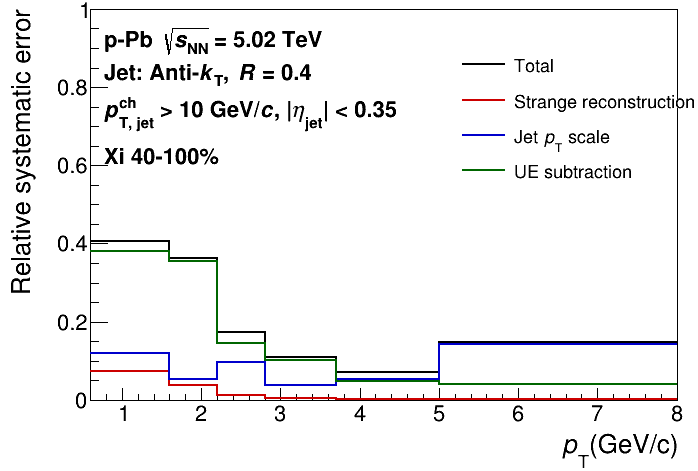 Relative systematic error
1
0.8
0.6
0.4
0.2
0
p-Pb √sNN = 5.02 TeV
Jet: Anti-kT, R = 0.4
p^ch_T, jet > 10 GeV/c, |ηjet| < 0.35
Xi 40-100%
Total
Strange reconstruction
Jet pT scale
UE subtraction
1 2 3 4 5 6 7 8
pT(GeV/c)